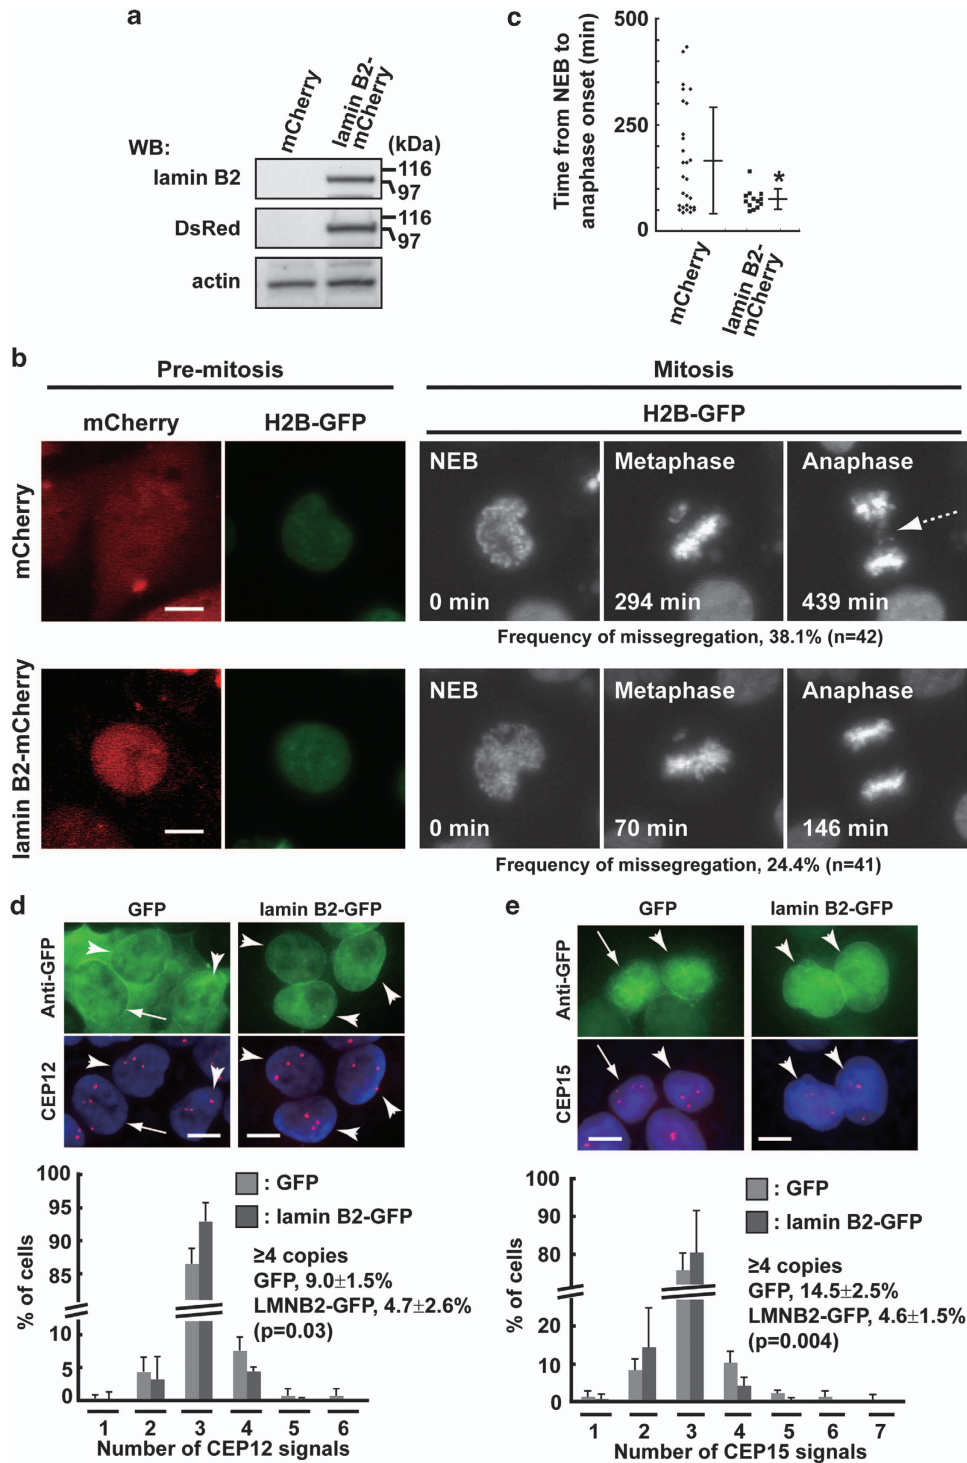 a
mCherry
lamin B2-
mCherry
WB:
(kDa)
lamin B2
116
97
DsRed
116
97
actin
c
Time from NEB to
anaphase onset (min)
500
250
0
*
mCherry
lamin B2-
mCherry
b
Pre-mitosis
Mitosis
mCherry
H2B-GFP
H2B-GFP
mCherry
NEB
0 min
Metaphase
294 min
Anaphase
439 min
Frequency of missegregation, 38.1% (n=42)
lamin B2-mCherry
NEB
0 min
Metaphase
70 min
Anaphase
146 min
Frequency of missegregation, 24.4% (n=41)
d
GFP
lamin B2-GFP
Anti-GFP
CEP12
% of cells
100
95
90
85
10
5
0
: GFP
: lamin B2-GFP
≥4 copies
GFP, 9.0±1.5%
LMNB2-GFP, 4.7±2.6%
(p=0.03)
1 2 3 4 5 6
Number of CEP12 signals
e
GFP
lamin B2-GFP
Anti-GFP
CEP15
% of cells
100
90
80
20
10
0
: GFP
: lamin B2-GFP
≥4 copies
GFP, 14.5±2.5%
LMNB2-GFP, 4.6±1.5%
(p=0.004)
1 2 3 4 5 6 7
Number of CEP15 signals